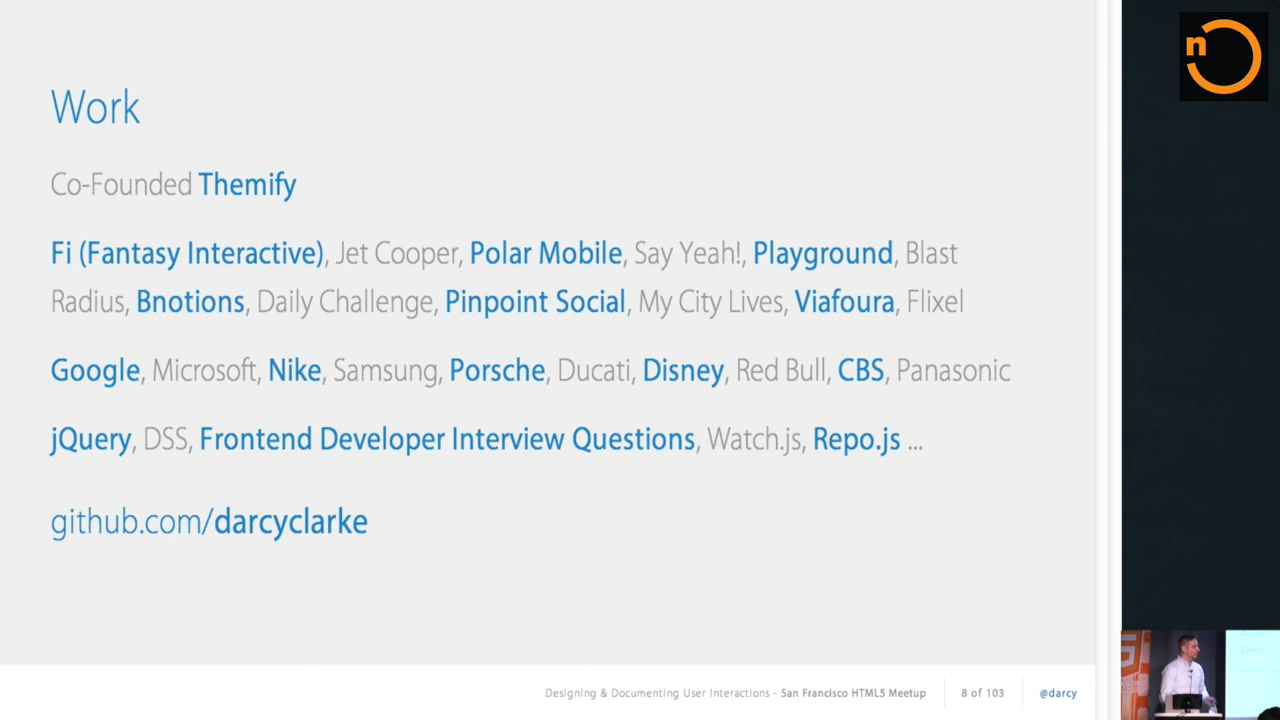 n
Work
Co-Founded Themify
Fi (Fantasy Interactive), Jet Cooper, Polar Mobile, Say Yeah!, Playground, Blast
Radius, Bnotions, Daily Challenge, Pinpoint Social, My City Lives, Viafoura, Flixel
Google, Microsoft, Nike, Samsung, Porsche, Ducati, Disney, Red Bull, CBS, Panasonic
jQuery, DSS, Frontend Developer Interview Questions, Watch.js, Repo.js ...
github.com/darcyclarke
Designing & Documenting User Interactions - San Francisco HTML5 Meetup
8 of 103
@darcy